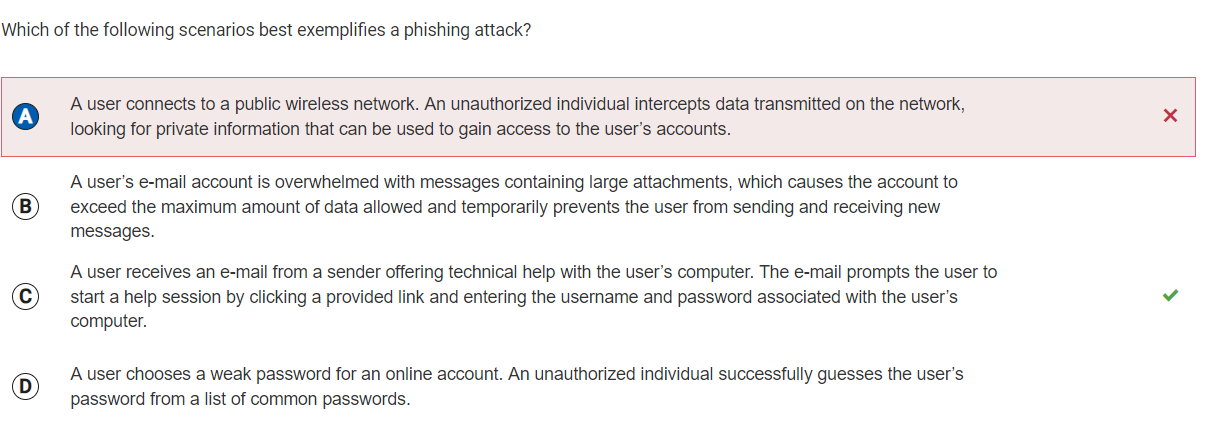 Which of the following scenarios best exemplifies a phishing attack?
A
A user connects to a public wireless network. An unauthorized individual intercepts data transmitted on the network,
looking for private information that can be used to gain access to the user’s accounts.
B
A user’s e-mail account is overwhelmed with messages containing large attachments, which causes the account to
exceed the maximum amount of data allowed and temporarily prevents the user from sending and receiving new
messages.
C
A user receives an e-mail from a sender offering technical help with the user’s computer. The e-mail prompts the user to
start a help session by clicking a provided link and entering the username and password associated with the user’s
computer.
D
A user chooses a weak password for an online account. An unauthorized individual successfully guesses the user’s
password from a list of common passwords.